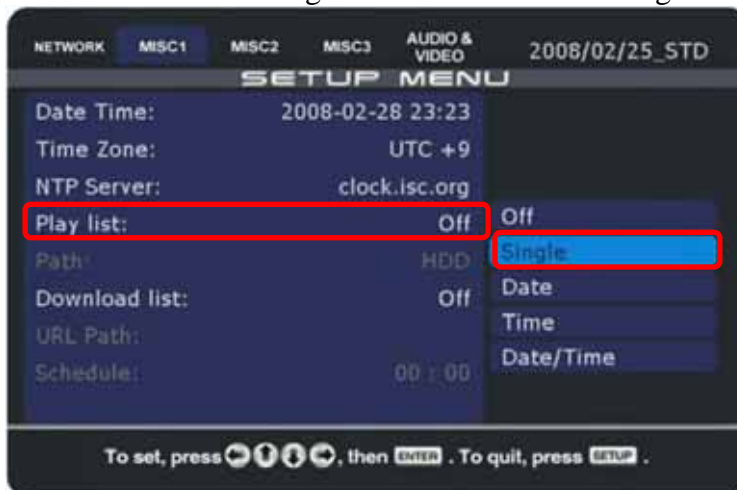 NETWORK MISC1 MISC2 MISC3 AUDIO & VIDEO 2008/02/25_STD
SETUP MENU
Date Time: 2008-02-28 23:23
Time Zone: UTC +9
NTP Server: clock.isc.org
Play list: Off
Path: HDD
Download list: Off
URL Path:
Schedule: 00 : 00
Off
Single
Date
Time
Date/Time
To set, press , then ENTER . To quit, press SETUP .